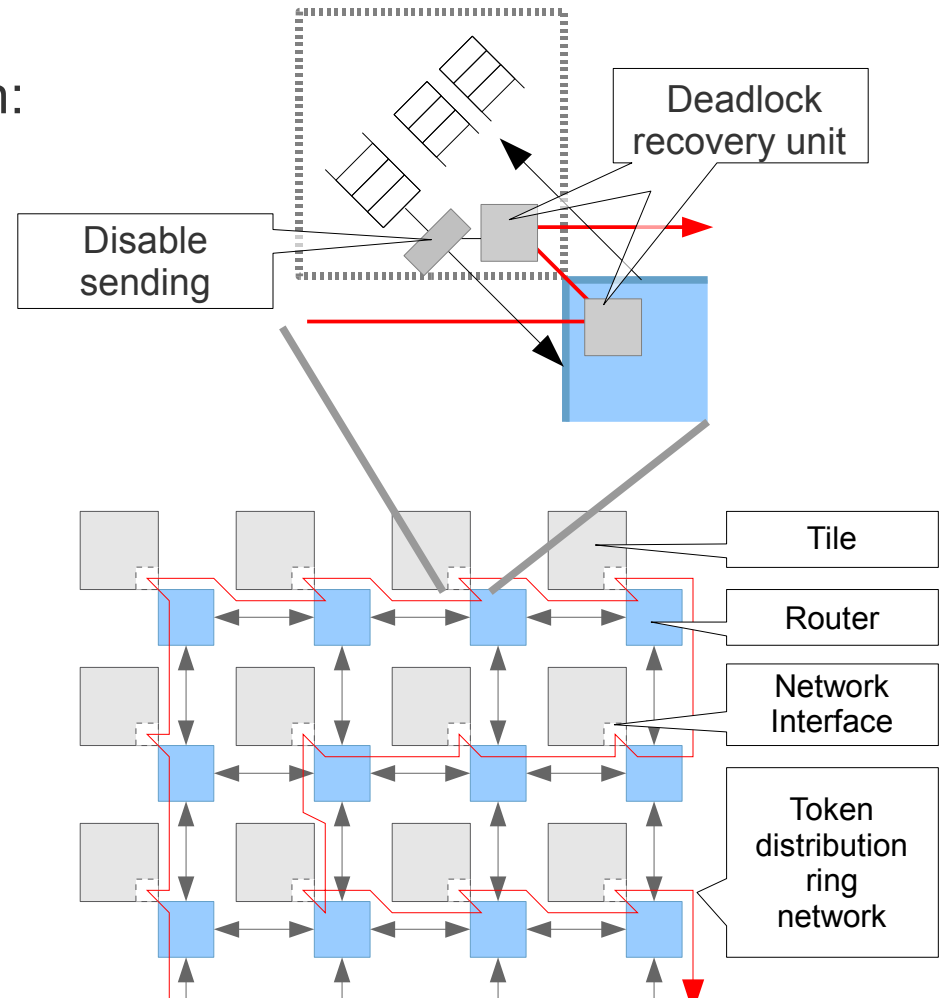 n:
Deadlock
recovery unit
Disable
sending
Tile
Router
Network
Interface
Token
distribution
ring
network